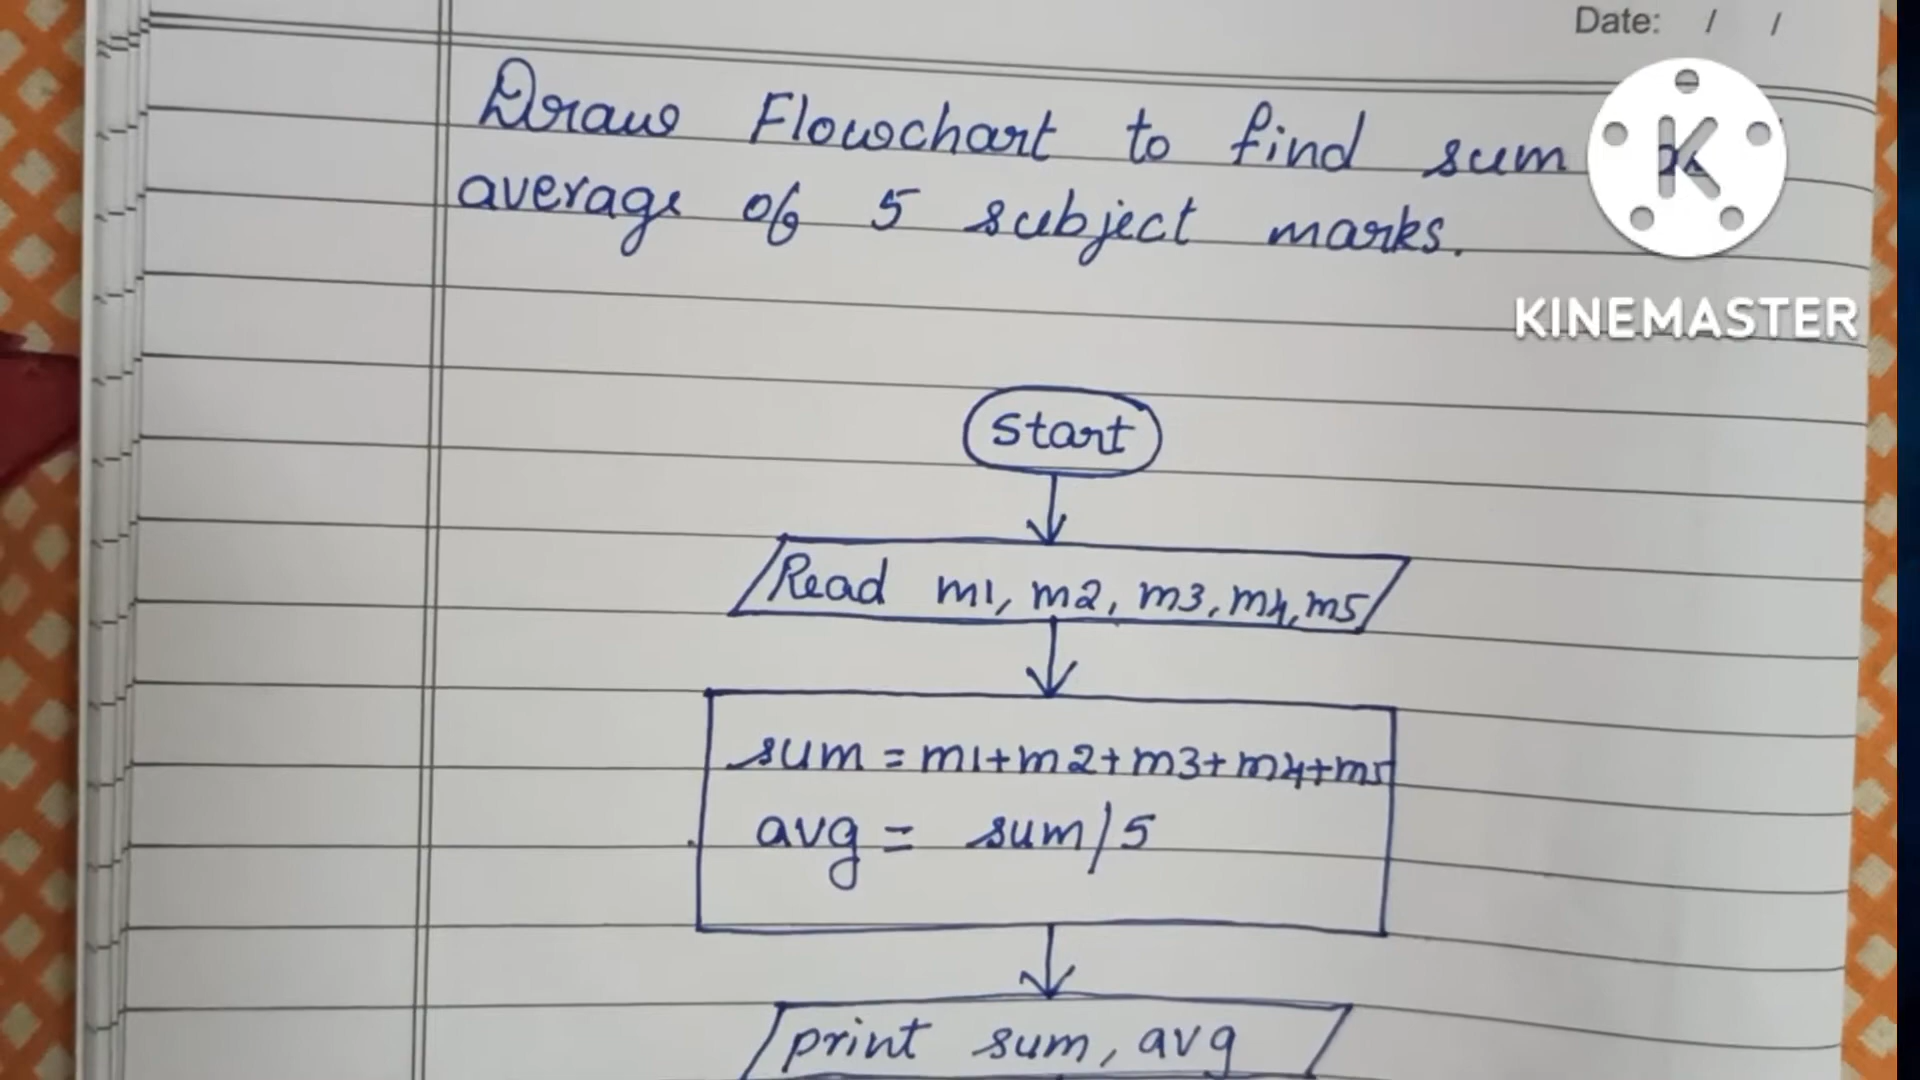 Date: / /
Draw Flowchart to find sum
average of 5 subject marks.
KINEMASTER
Start
Read m1, m2, m3, m4, m5
sum = m1+m2+m3+m4+m5
avg = sum/5
print sum, avg